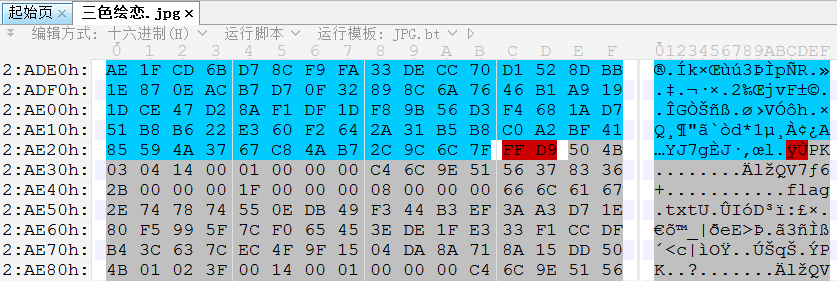 起始页 三色绘恋.jpg ×
编辑方式: 十六进制(H) 运行脚本 运行模板: JPG.bt
0 1 2 3 4 5 6 7 8 9 A B C D E F 0123456789ABCDEF
2:ADE0h: AE 1F CD 6B D7 8C F9 FA 33 DE CC 70 D1 52 8D BB ®.Ík×Œùú3ÞÌpÑR.»
2:ADF0h: 1E 87 0E AC B7 D7 0F 32 89 8C 6A 76 46 B1 A9 19 .‡.¬·×.2‰ŒjvF±©.
2:AE00h: 1D CE 47 D2 8A F1 DF 1D F8 9B 56 D3 F4 68 1A D7 .ÎGÒŠñß.ø›VÓôh.×
2:AE10h: 51 B8 B6 22 E3 60 F2 64 2A 31 B5 B8 C0 A2 BF 41 Q¸¶"ã`òd*1µ¸À¢¿A
2:AE20h: 85 59 4A 37 67 C8 4A B7 2C 9C 6C 7F FF D9 50 4B …YJ7gÈJ·,œl.ÿÙPK
2:AE30h: 03 04 14 00 01 00 00 00 C4 6C 9E 51 56 37 83 36 ........ÄlžQV7ƒ6
2:AE40h: 2B 00 00 00 1F 00 00 00 08 00 00 00 66 6C 61 67 +...........flag
2:AE50h: 2E 74 78 74 55 0E DB 49 F3 44 B3 EF 3A A3 D7 1E .txtU.ÛIóD³ï:£×.
2:AE60h: 80 F5 99 5F 7C F0 65 45 3E DE 1F E3 33 F1 CC DF €õ™_|ðeE>Þ.ã3ñÌß
2:AE70h: B4 3C 63 7C EC 4F 9F 15 04 DA 8A 71 8A 15 DD 50 ´<c|ìOŸ..ÚŠqŠ.ÝP
2:AE80h: 4B 01 02 3F 00 14 00 01 00 00 00 C4 6C 9E 51 56 K..?.......ÄlžQV